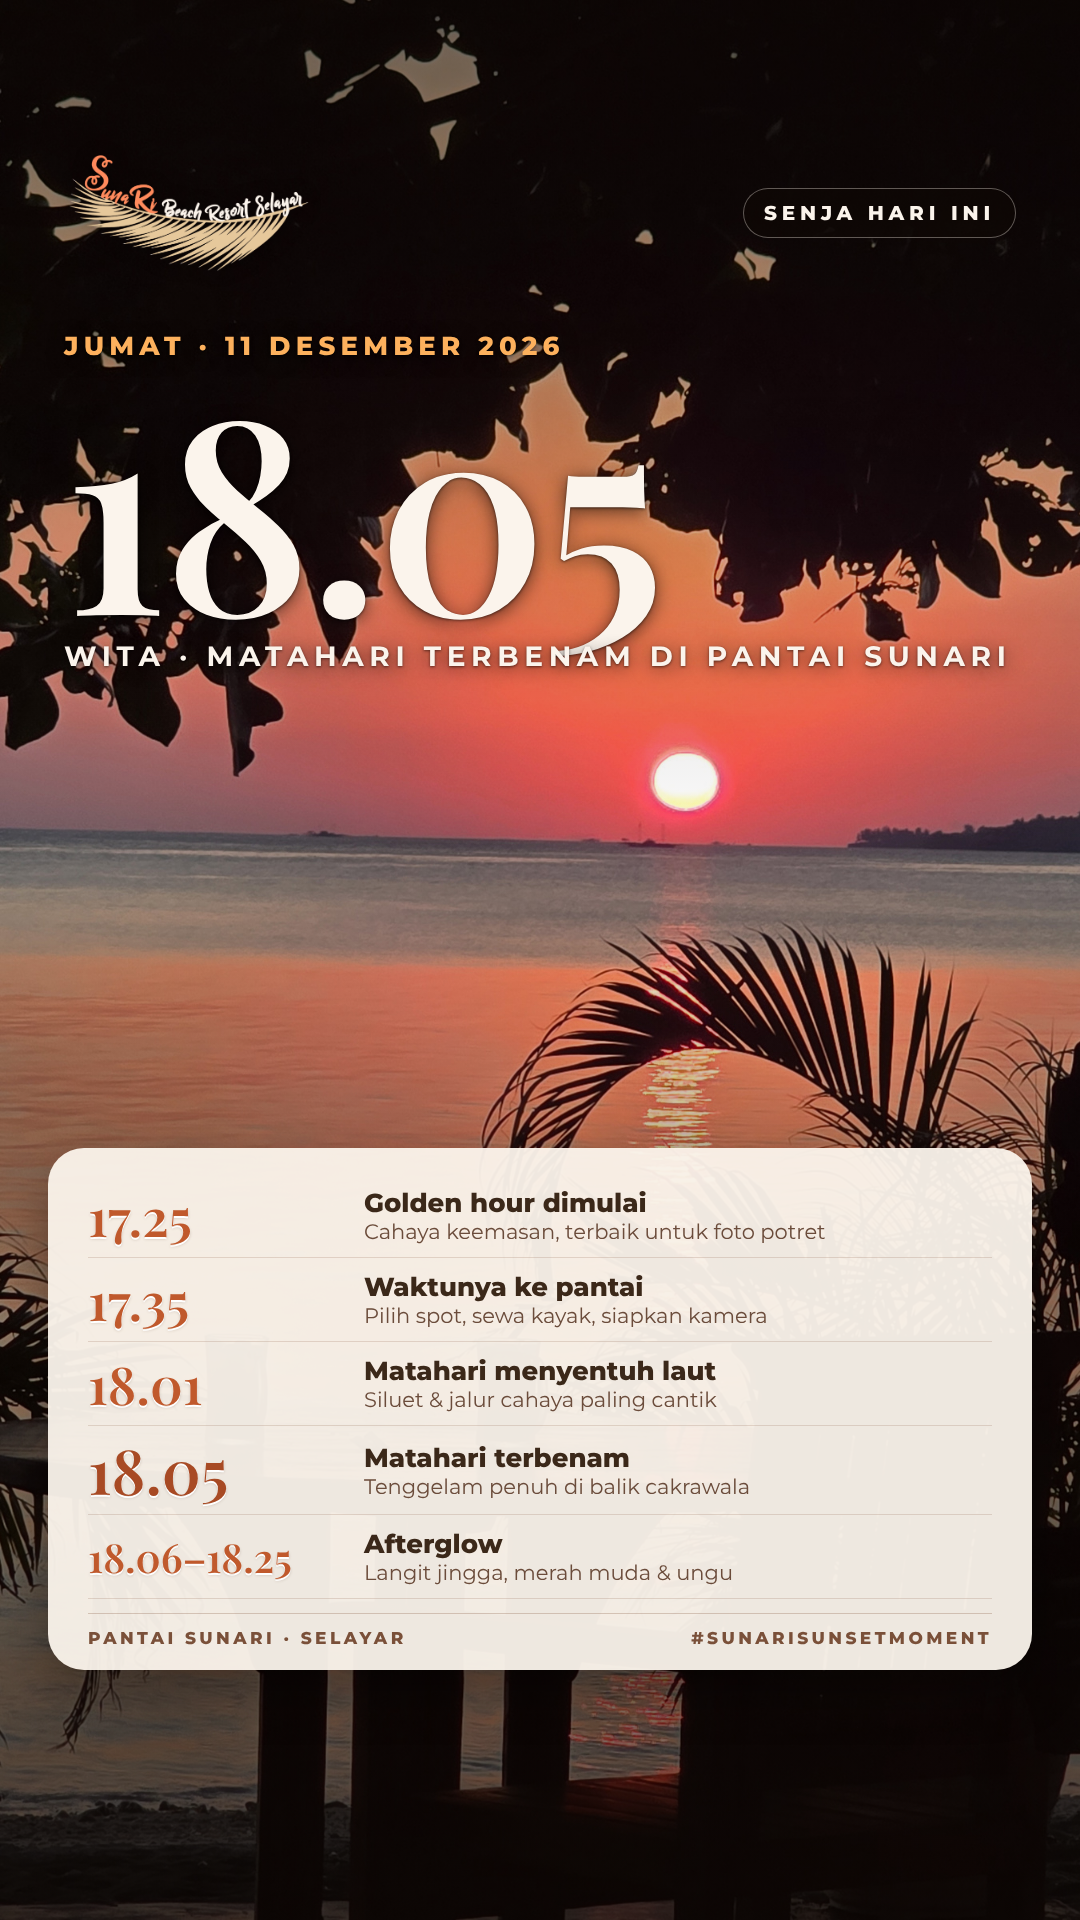 SunaRi Beach Resort Selayar
SENJA HARI INI
JUMAT · 11 DESEMBER 2026
18.05
WITA · MATAHARI TERBENAM DI PANTAI SUNARI
17.25
Golden hour dimulai
Cahaya keemasan, terbaik untuk foto potret
17.35
Waktunya ke pantai
Pilih spot, sewa kayak, siapkan kamera
18.01
Matahari menyentuh laut
Siluet & jalur cahaya paling cantik
18.05
Matahari terbenam
Tenggelam penuh di balik cakrawala
18.06–18.25
Afterglow
Langit jingga, merah muda & ungu
PANTAI SUNARI · SELAYAR
#SUNARISUNSETMOMENT